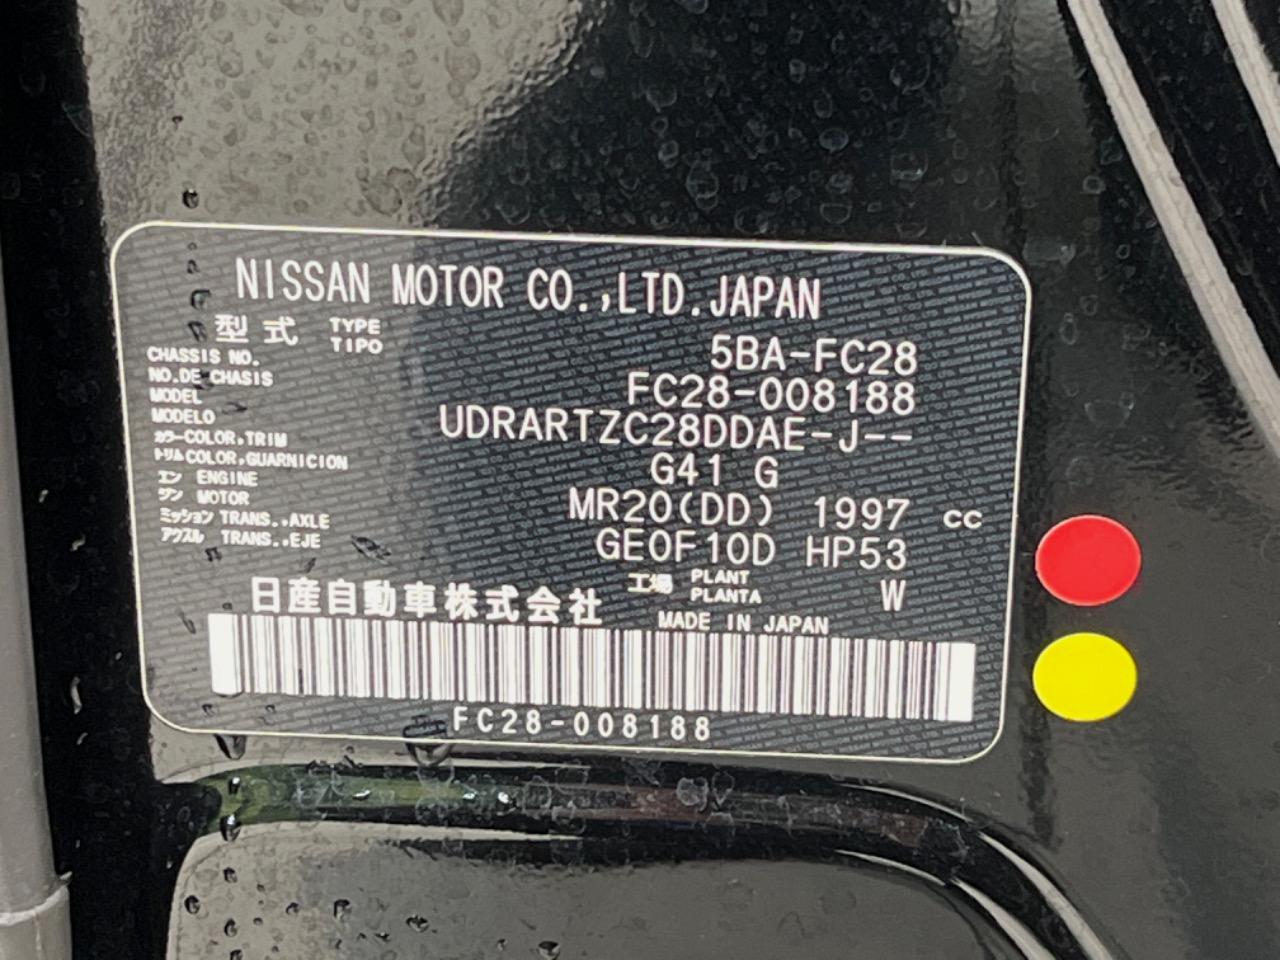 NISSAN MOTOR CO.,LTD.JAPAN
型式 TYPE TIPO 5BA-FC28
CHASSIS NO. NO.DE CHASIS FC28-008188
MODEL MODELO UDRARTZC28DDAE-J--
カラー COLOR,TRIM トリム COLOR,GUARNICION G41 G
エンジン ENGINE MOTOR MR20(DD) 1997 cc
ミッション TRANS..AXLE アクスル TRANS..EJE GE0F10D HP53
工場 PLANT PLANTA W
日産自動車株式会社 MADE IN JAPAN
FC28-008188